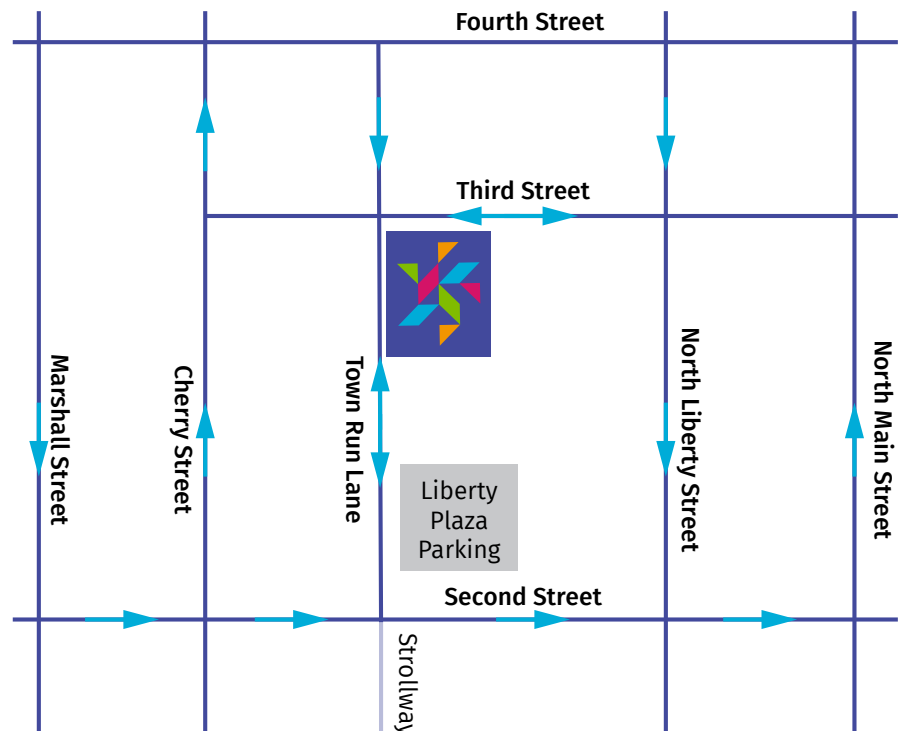 Fourth Street
Third Street
Marshall Street
Cherry Street
Town Run Lane
North Liberty Street
North Main Street
Liberty
Plaza
Parking
Second Street
Strollway